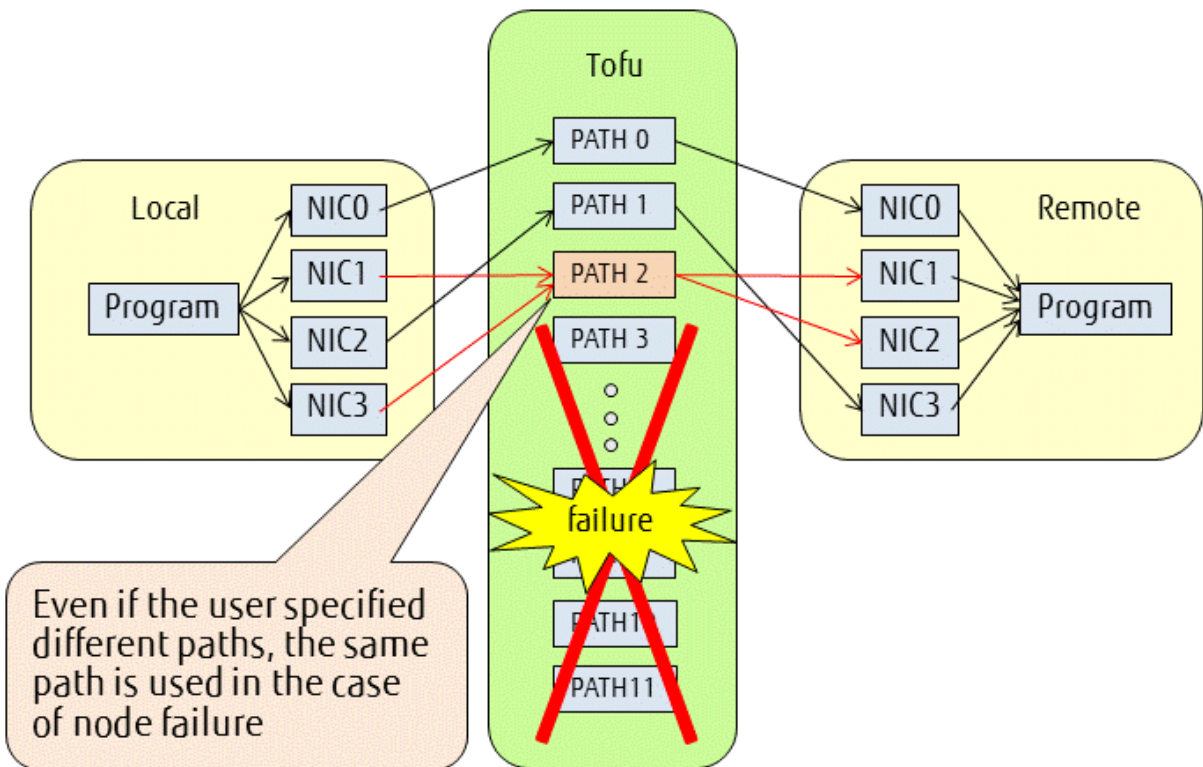 Tofu
PATH 0
PATH 1
PATH 2
PATH 3
failure
PATH11
Local
Program
NIC0
NIC1
NIC2
NIC3
NIC0
NIC1
NIC2
NIC3
Remote
Program
Even if the user specified
different paths, the same
path is used in the case
of node failure